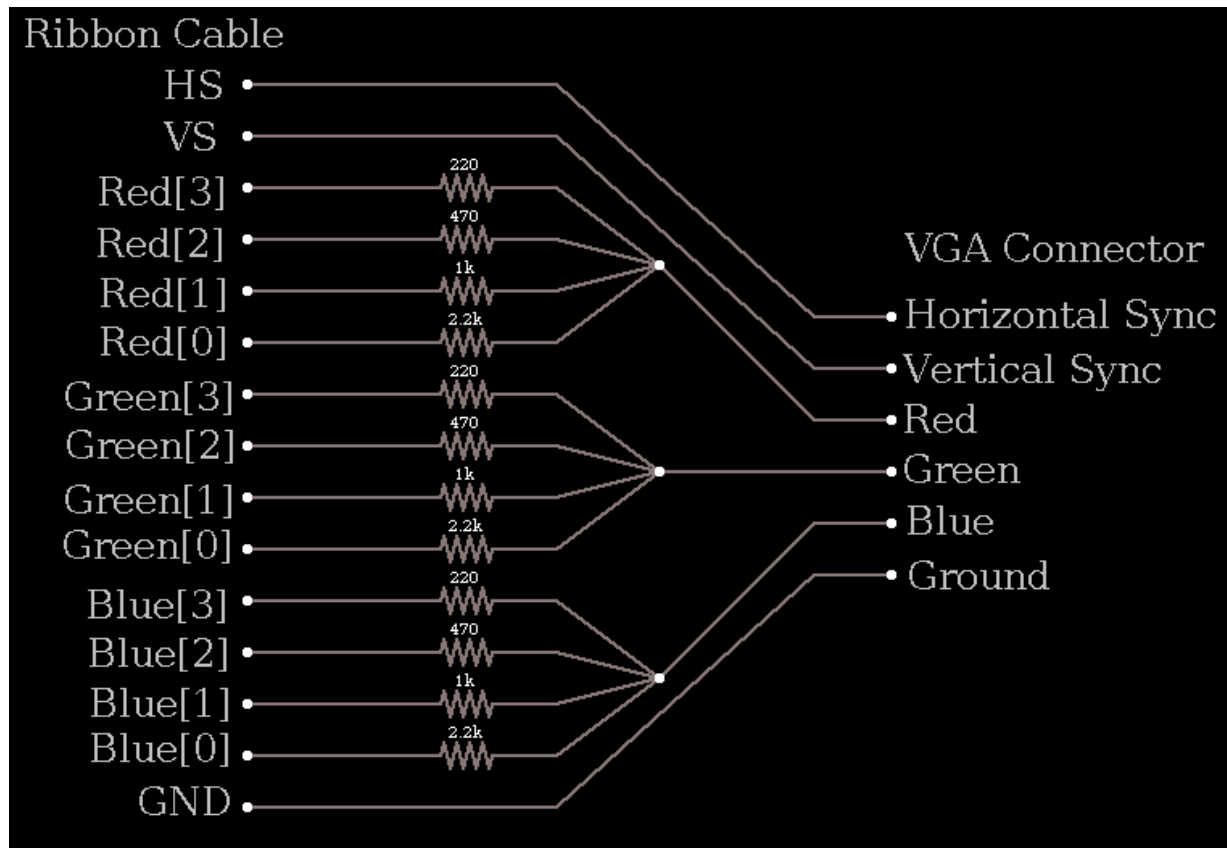 Ribbon Cable
HS
VS
220
Red[3]
470
Red[2]
1k
Red[1]
2.2k
Red[0]
220
Green[3]
470
Green[2]
1k
Green[1]
2.2k
Green[0]
220
Blue[3]
470
Blue[2]
1k
Blue[1]
2.2k
Blue[0]
GND
VGA Connector
Horizontal Sync
Vertical Sync
Red
Green
Blue
Ground